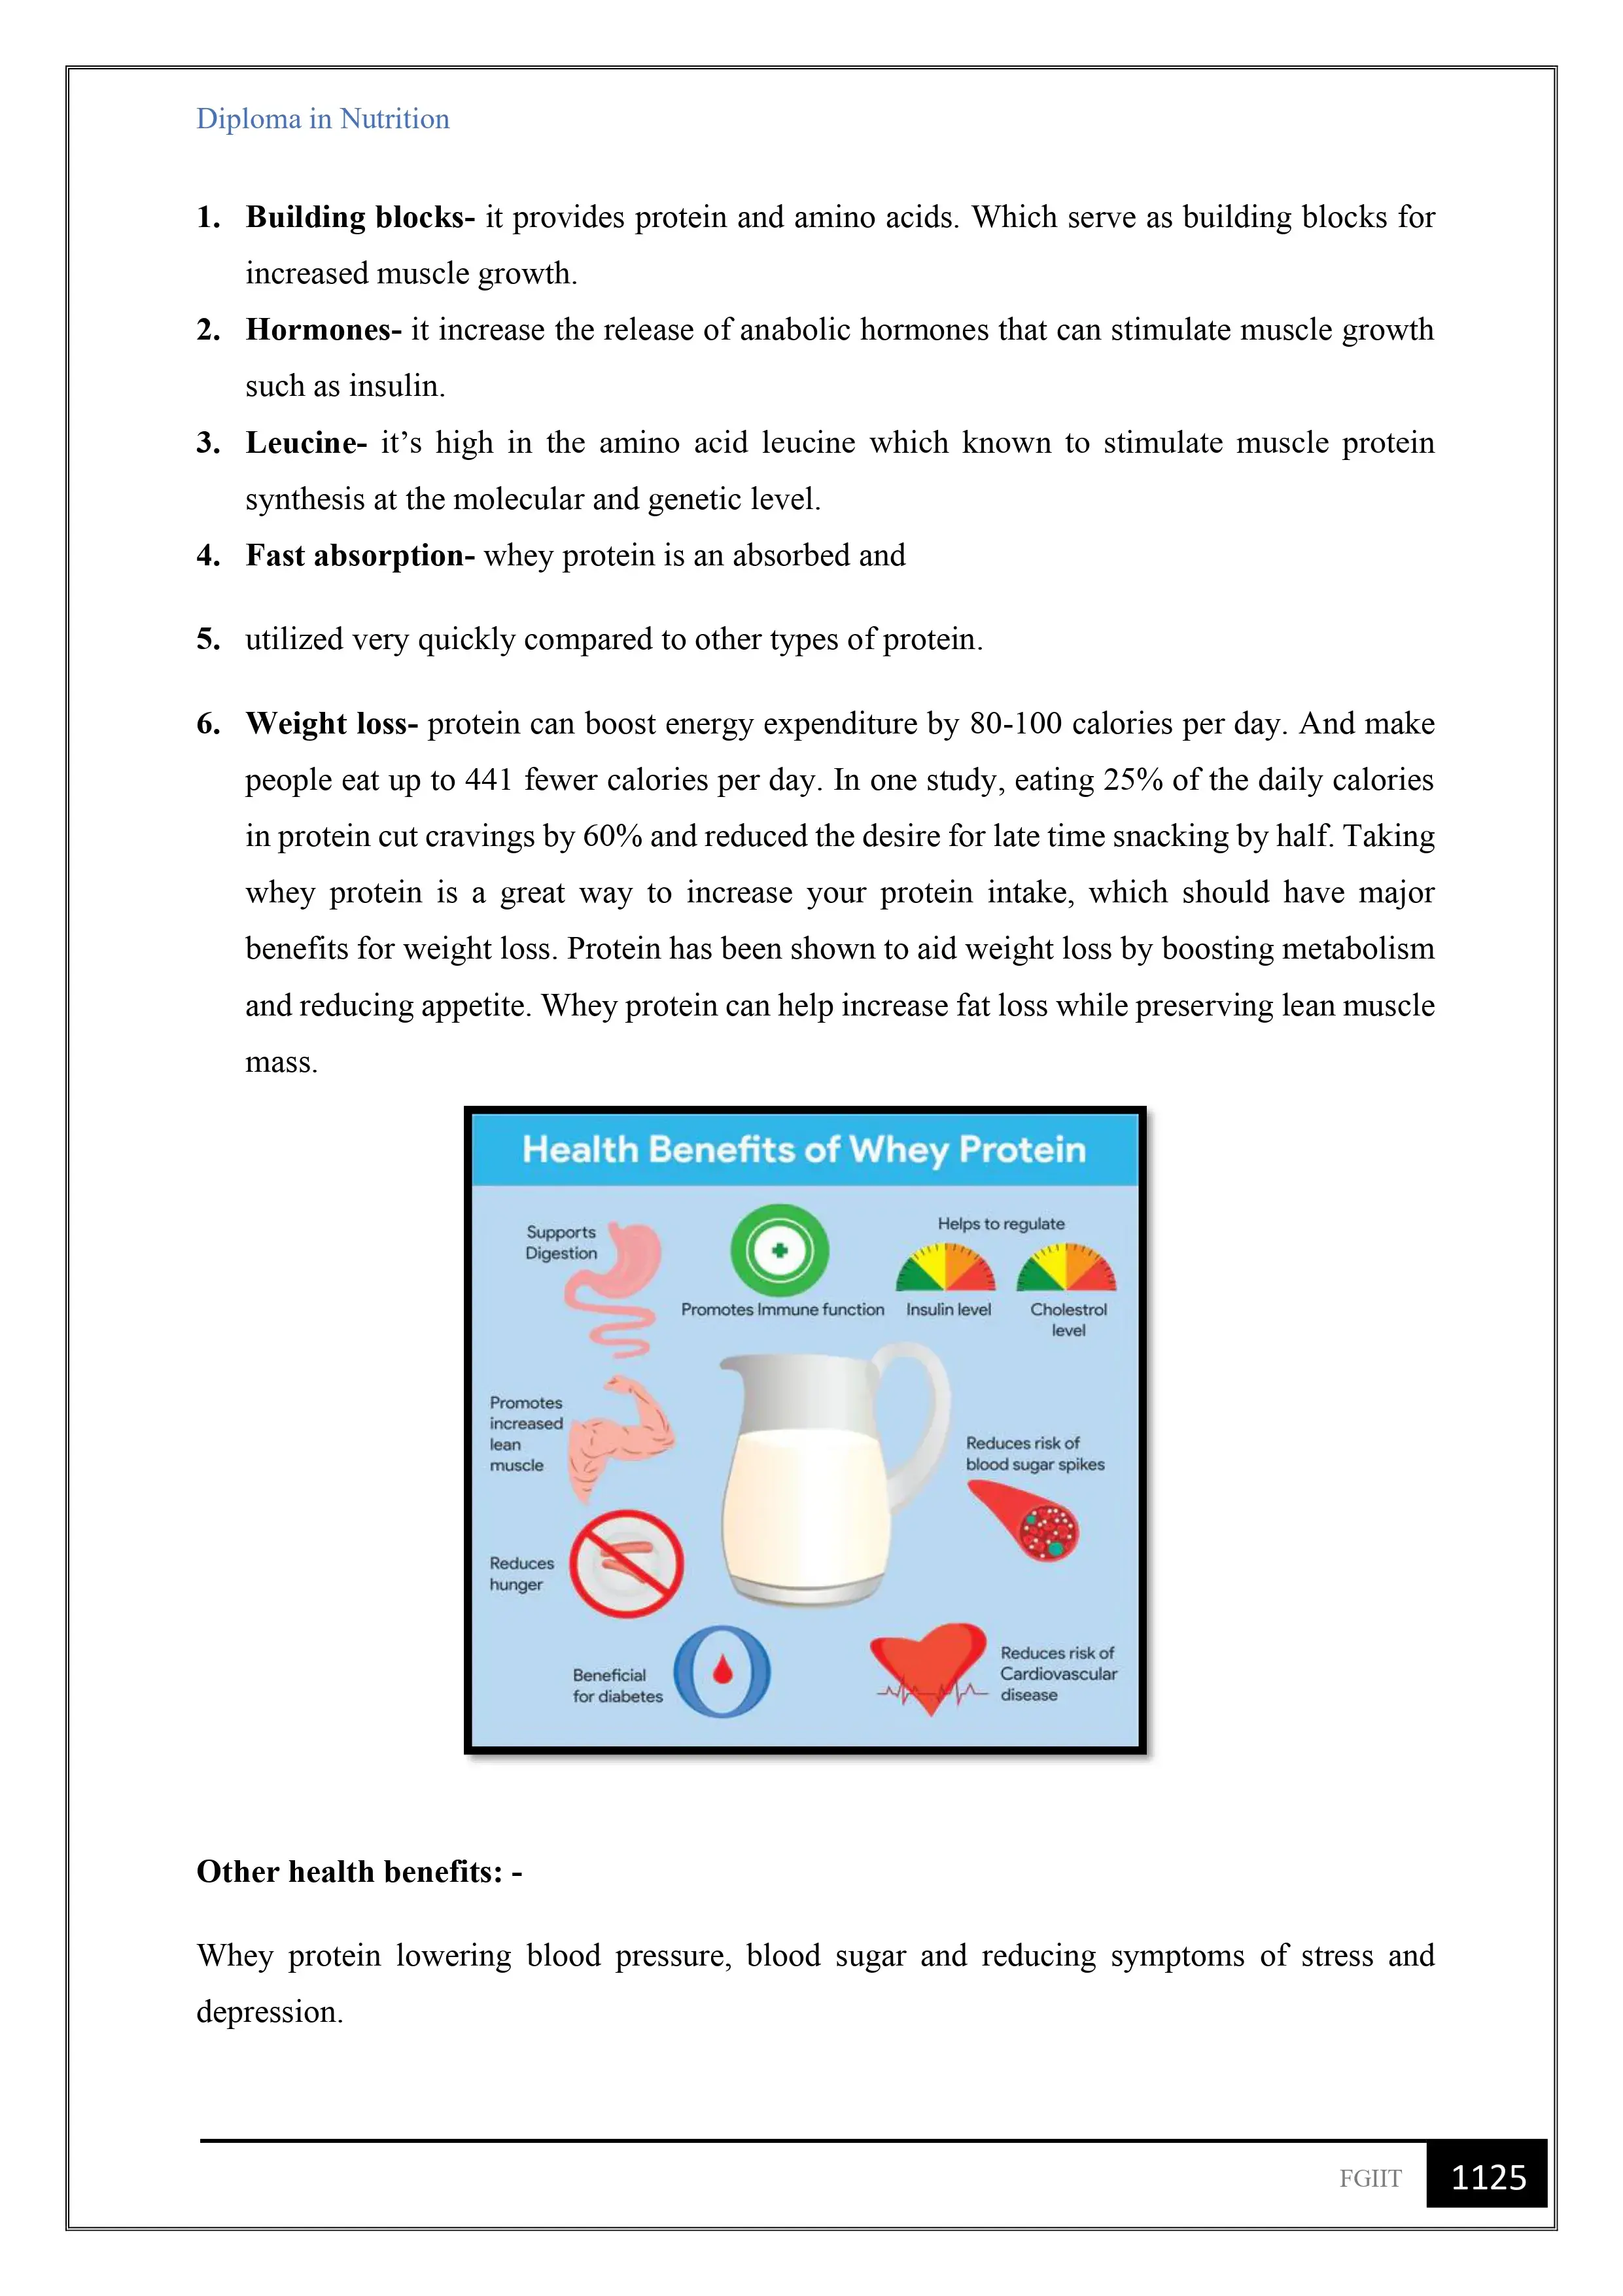 Diploma in Nutrition
1. Building blocks- it provides protein and amino acids. Which serve as building blocks for
increased muscle growth.
2. Hormones- it increase the release of anabolic hormones that can stimulate muscle growth
such as insulin.
3. Leucine- it’s high in the amino acid leucine which known to stimulate muscle protein
synthesis at the molecular and genetic level.
4. Fast absorption- whey protein is an absorbed and
5. utilized very quickly compared to other types of protein.
6. Weight loss- protein can boost energy expenditure by 80-100 calories per day. And make
people eat up to 441 fewer calories per day. In one study, eating 25% of the daily calories
in protein cut cravings by 60% and reduced the desire for late time snacking by half. Taking
whey protein is a great way to increase your protein intake, which should have major
benefits for weight loss. Protein has been shown to aid weight loss by boosting metabolism
and reducing appetite. Whey protein can help increase fat loss while preserving lean muscle
mass.
Health Benefits of Whey Protein
Supports
Digestion
Promotes Immune function
Helps to regulate
Insulin level
Cholestrol
level
Promotes
increased
lean
muscle
Reduces risk of
blood sugar spikes
Reduces
hunger
Beneficial
for diabetes
Reduces risk of
Cardiovascular
disease
Other health benefits: -
Whey protein lowering blood pressure, blood sugar and reducing symptoms of stress and
depression.
FGIIT 1125